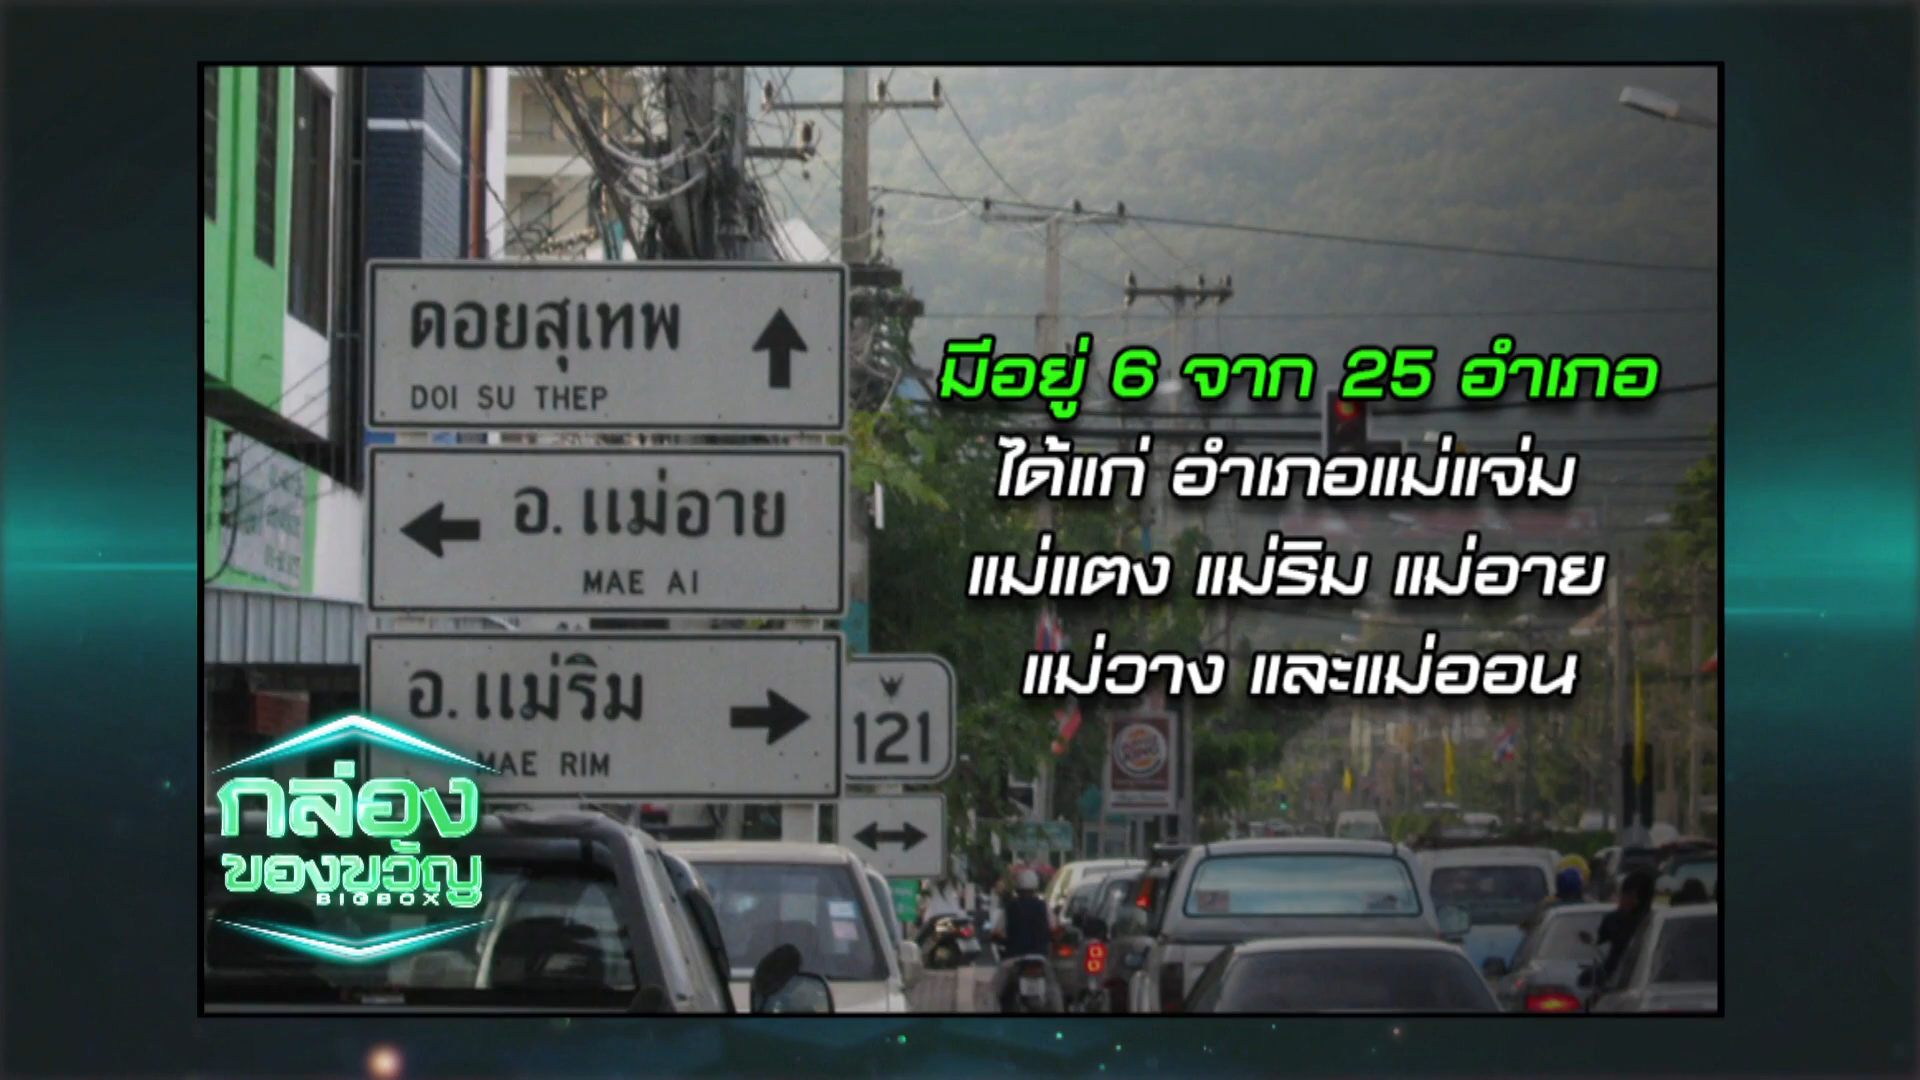 ดอยสุเทพ
DOI SU THEP
อ. แม่อาย
MAE AI
อ. แม่ริม
MAE RIM
121
มีอยู่ 6 จาก 25 อำเภอ
ได้แก่ อำเภอแม่แจ่ม
แม่แตง แม่ริม แม่อาย
แม่วาง และแม่ออน
BURGER KING
กล่อง
ของขวัญ
BIGBOX